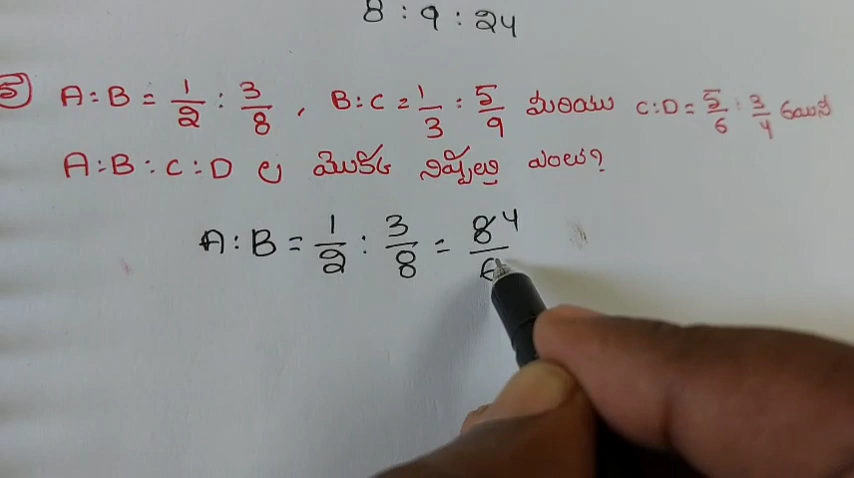 8 : 9 : 24
5) A:B = 1/2 : 3/8 , B:C = 1/3 : 5/9 మరియు C:D = 5/6 : 3/4 అయిన
A:B:C:D ల యొక్క నిష్పత్తి ఎంత?
A:B = 1/2 : 3/8 = 8 4/6